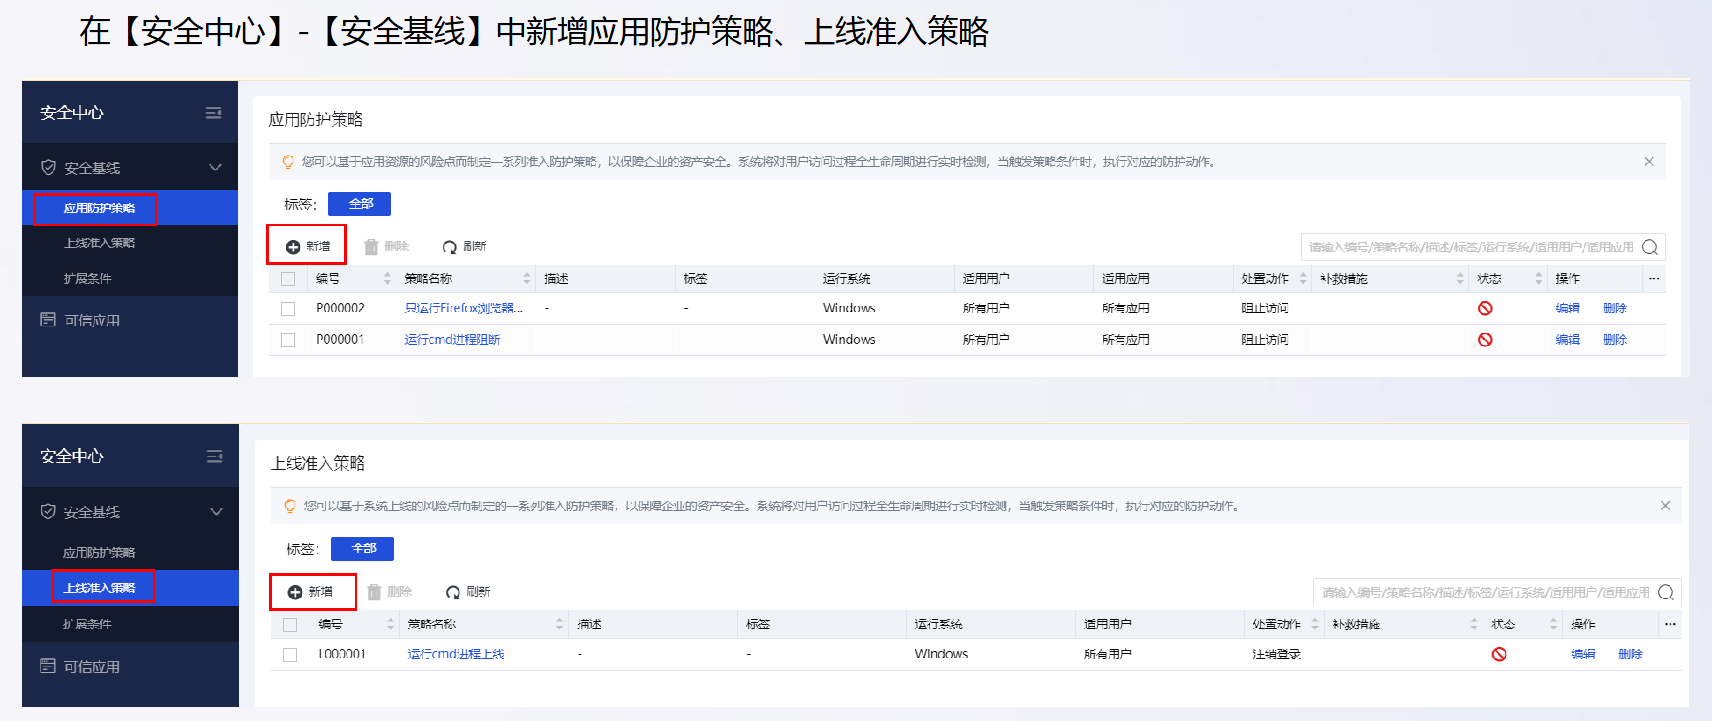 在【安全中心】-【安全基线】中新增应用防护策略、上线准入策略
安全中心
安全基线
应用防护策略
上线准入策略
扩展条件
可信应用
应用防护策略
您可以基于应用资源的风险点而制定一系列准入防护策略，以保障企业的资产安全。系统将对用户访问过程全生命周期进行实时检测，当触发策略条件时，执行对应的防护动作。
标签： 全部
新增 删除 刷新 请输入编号/策略名称/描述/标签/运行系统/适用用户/适用应用
编号 策略名称 描述 标签 运行系统 适用用户 适用应用 处置动作 补救措施 状态 操作 ...
P000002 只运行Firefox浏览器... - - Windows 所有用户 所有应用 阻止访问 编辑 删除
P000001 运行cmd进程阻断 Windows 所有用户 所有应用 阻止访问 编辑 删除
安全中心
安全基线
应用防护策略
上线准入策略
扩展条件
可信应用
上线准入策略
您可以基于系统上线的风险点而制定的一系列准入防护策略，以保障企业的资产安全。系统将对用户访问过程全生命周期进行实时检测，当触发策略条件时，执行对应的防护动作。
标签： 全部
新增 删除 刷新 请输入编号/策略名称/描述/标签/运行系统/适用用户/适用应用
编号 策略名称 描述 标签 运行系统 适用用户 处置动作 补救措施 状态 操作 ...
L000001 运行cmd进程上线 - - Windows 所有用户 注销登录 编辑 删除